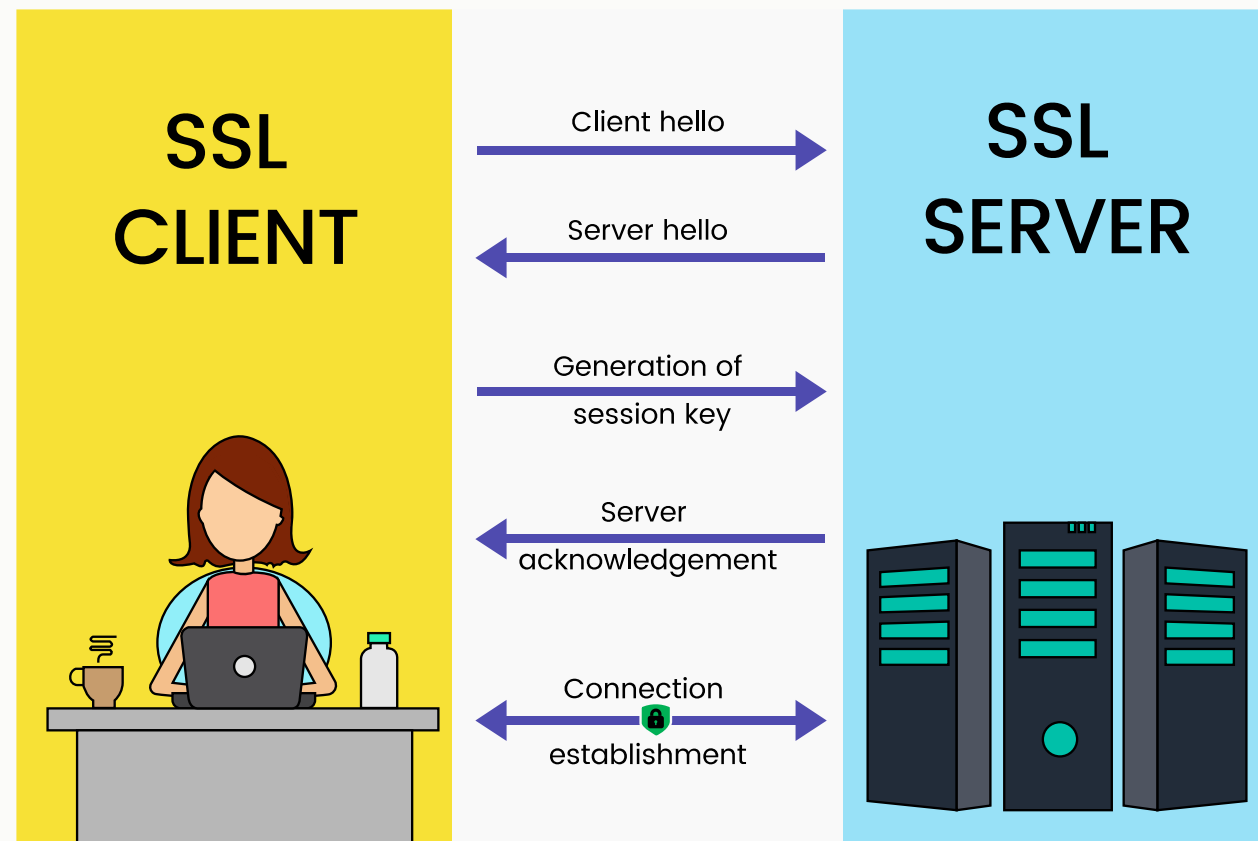 SSL
CLIENT
Client hello
Server hello
Generation of
session key
Server
acknowledgement
Connection
establishment
SSL
SERVER